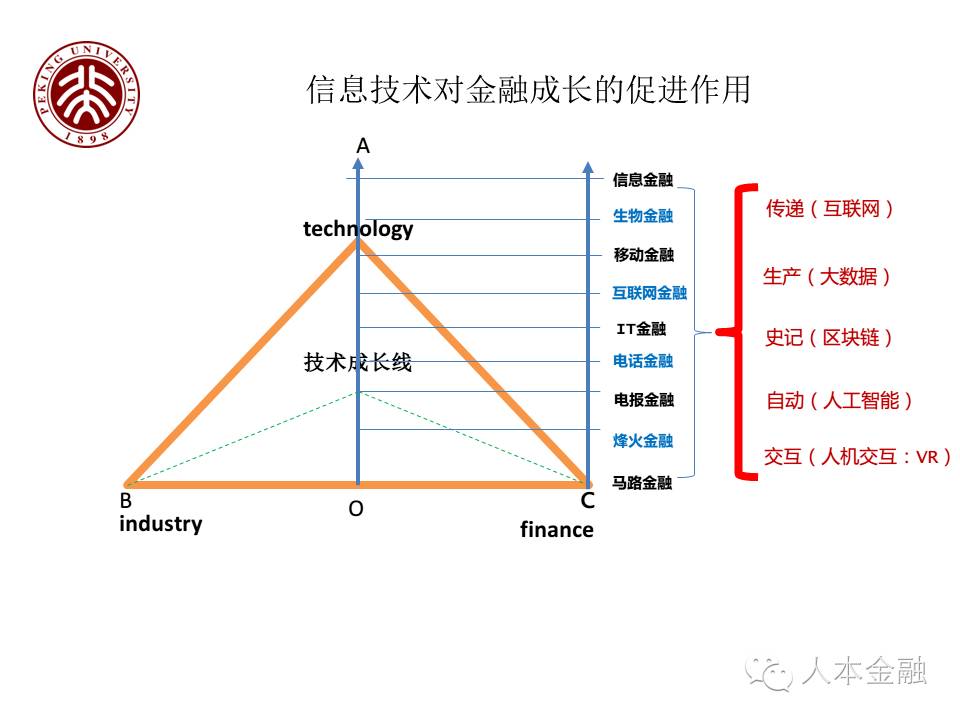 PEKING UNIVERSITY
1898
信息技术对金融成长的促进作用
A
technology
技术成长线
B
industry
O
C
finance
信息金融
生物金融
移动金融
互联网金融
IT金融
电话金融
电报金融
烽火金融
马路金融
传递（互联网）
生产（大数据）
史记（区块链）
自动（人工智能）
交互（人机交互：VR）
人本金融